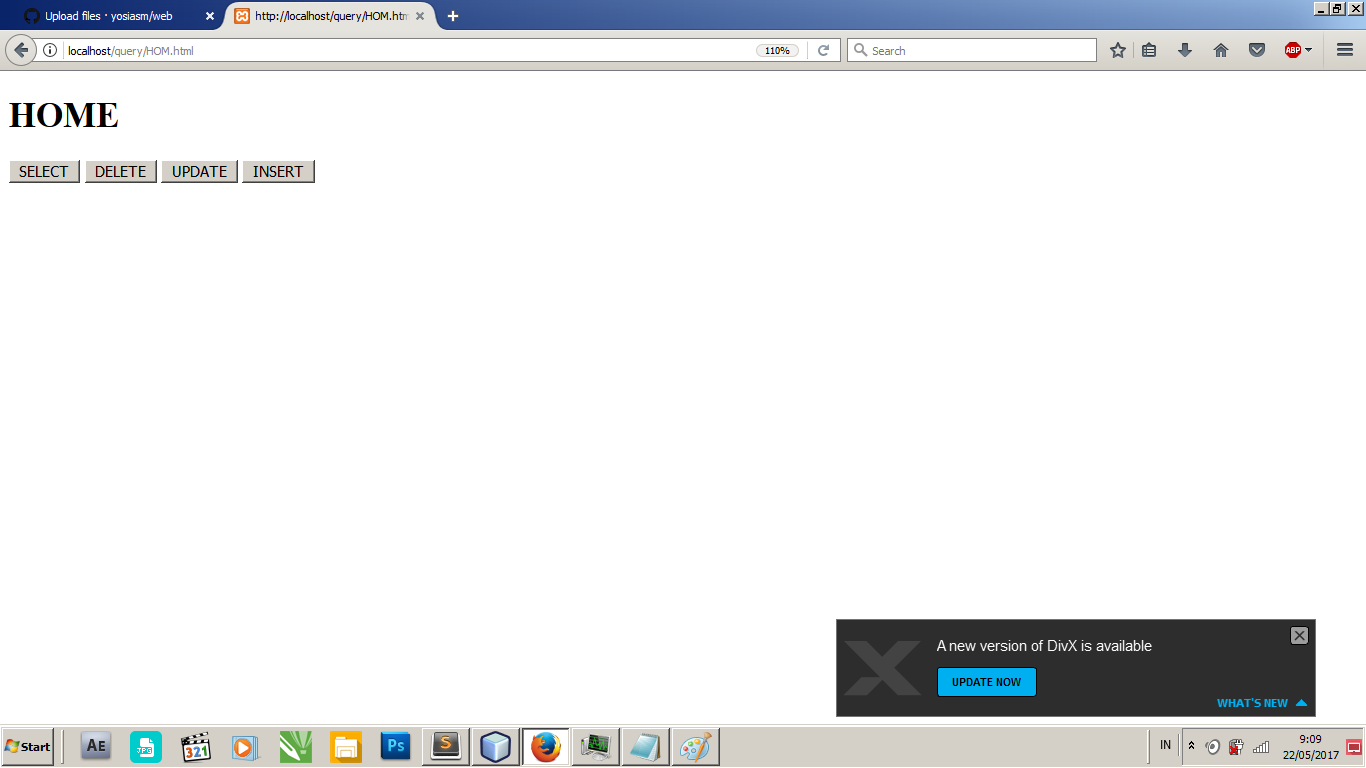 Upload files · yosiasm/web
http://localhost/query/HOM.htm
localhost/query/HOM.html
110%
Search
ABP
HOME
SELECT DELETE UPDATE INSERT
A new version of DivX is available
UPDATE NOW
WHAT'S NEW
Start
AE
JPG
321
Ps
S
IN
9:09
22/05/2017